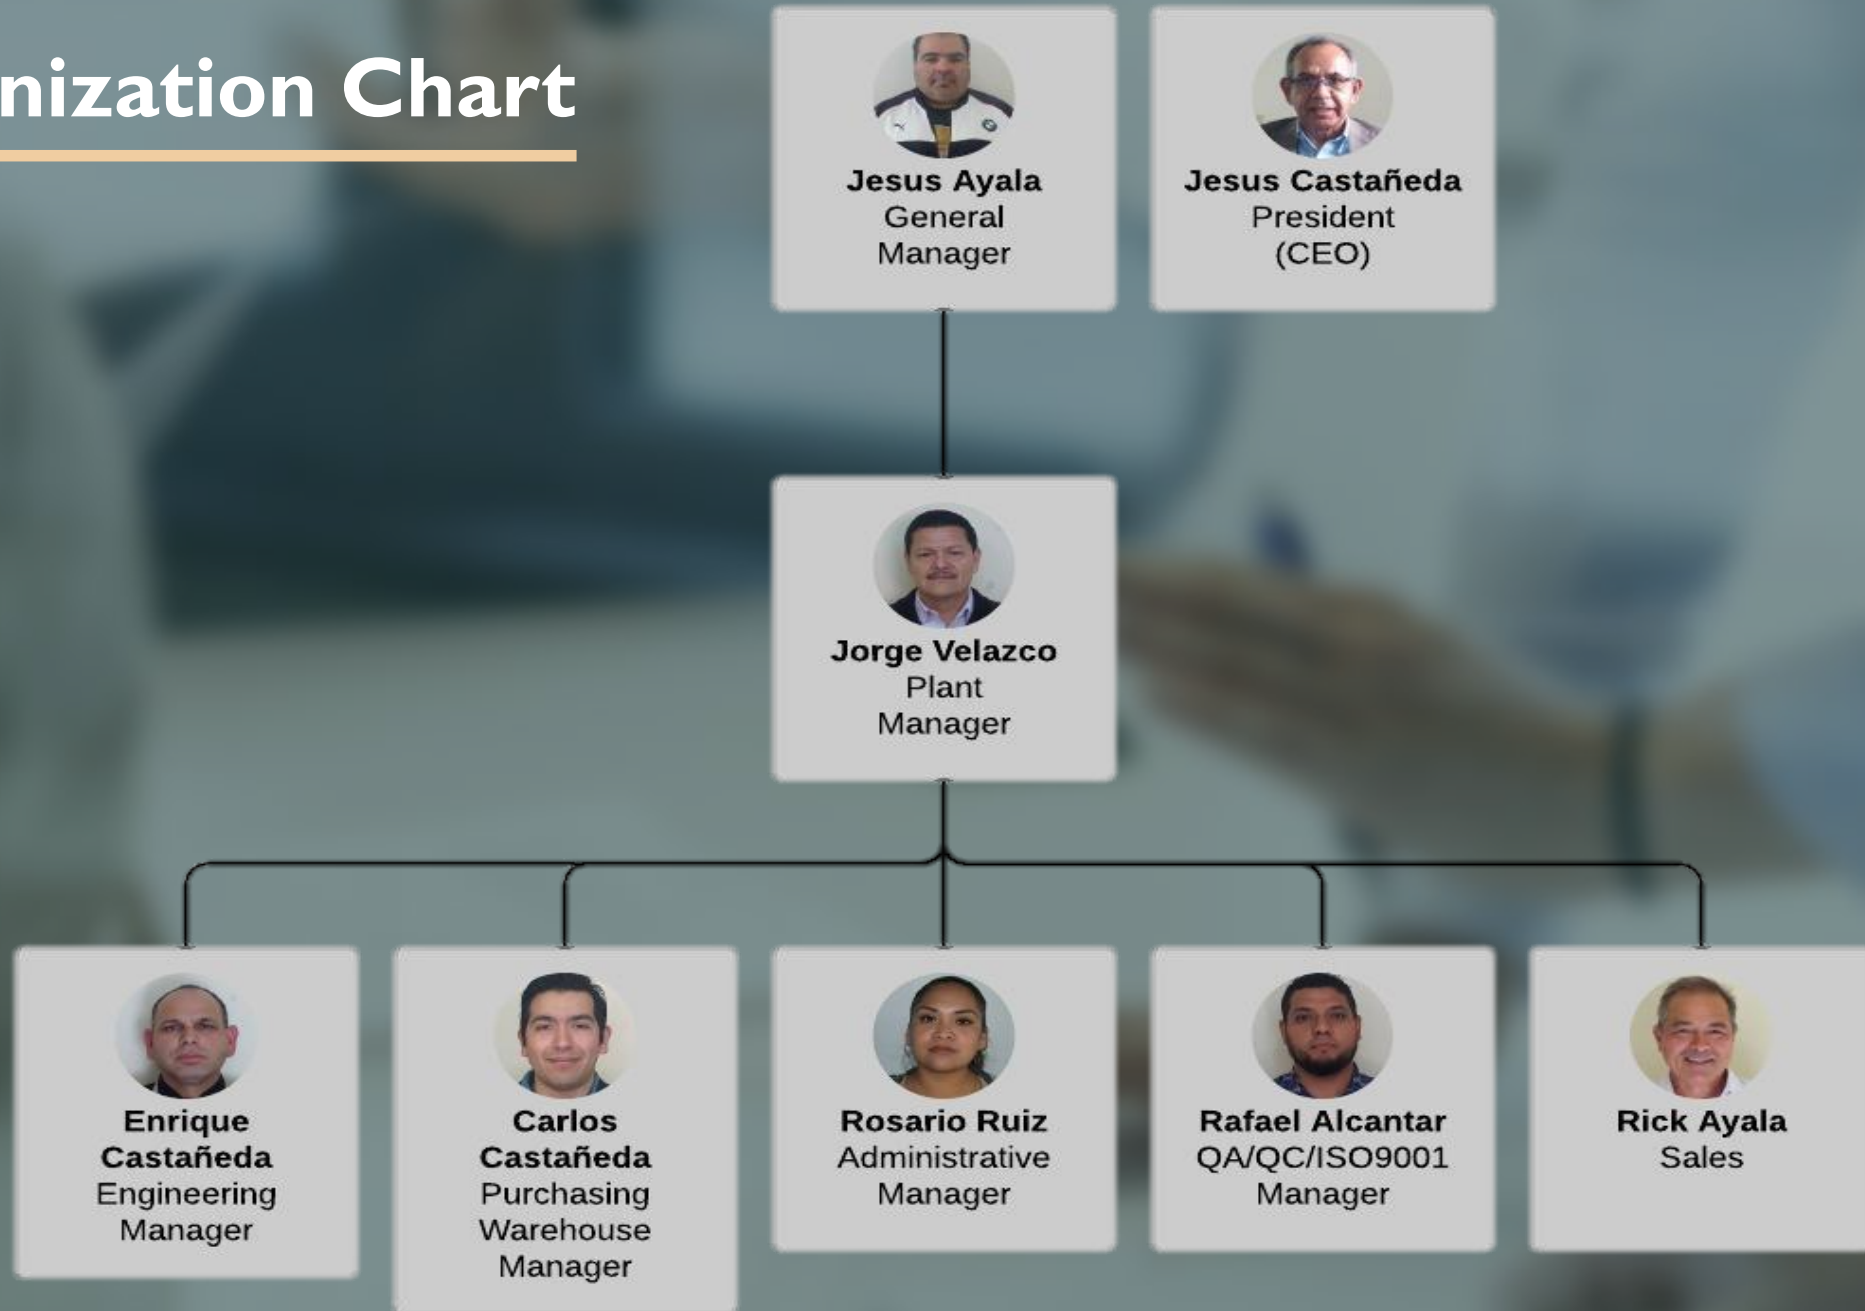 nization Chart
Jesus Ayala
General
Manager
Jesus Castañeda
President
(CEO)
Jorge Velazco
Plant
Manager
Enrique
Castañeda
Engineering
Manager
Carlos
Castañeda
Purchasing
Warehouse
Manager
Rosario Ruiz
Administrative
Manager
Rafael Alcantar
QA/QC/ISO9001
Manager
Rick Ayala
Sales